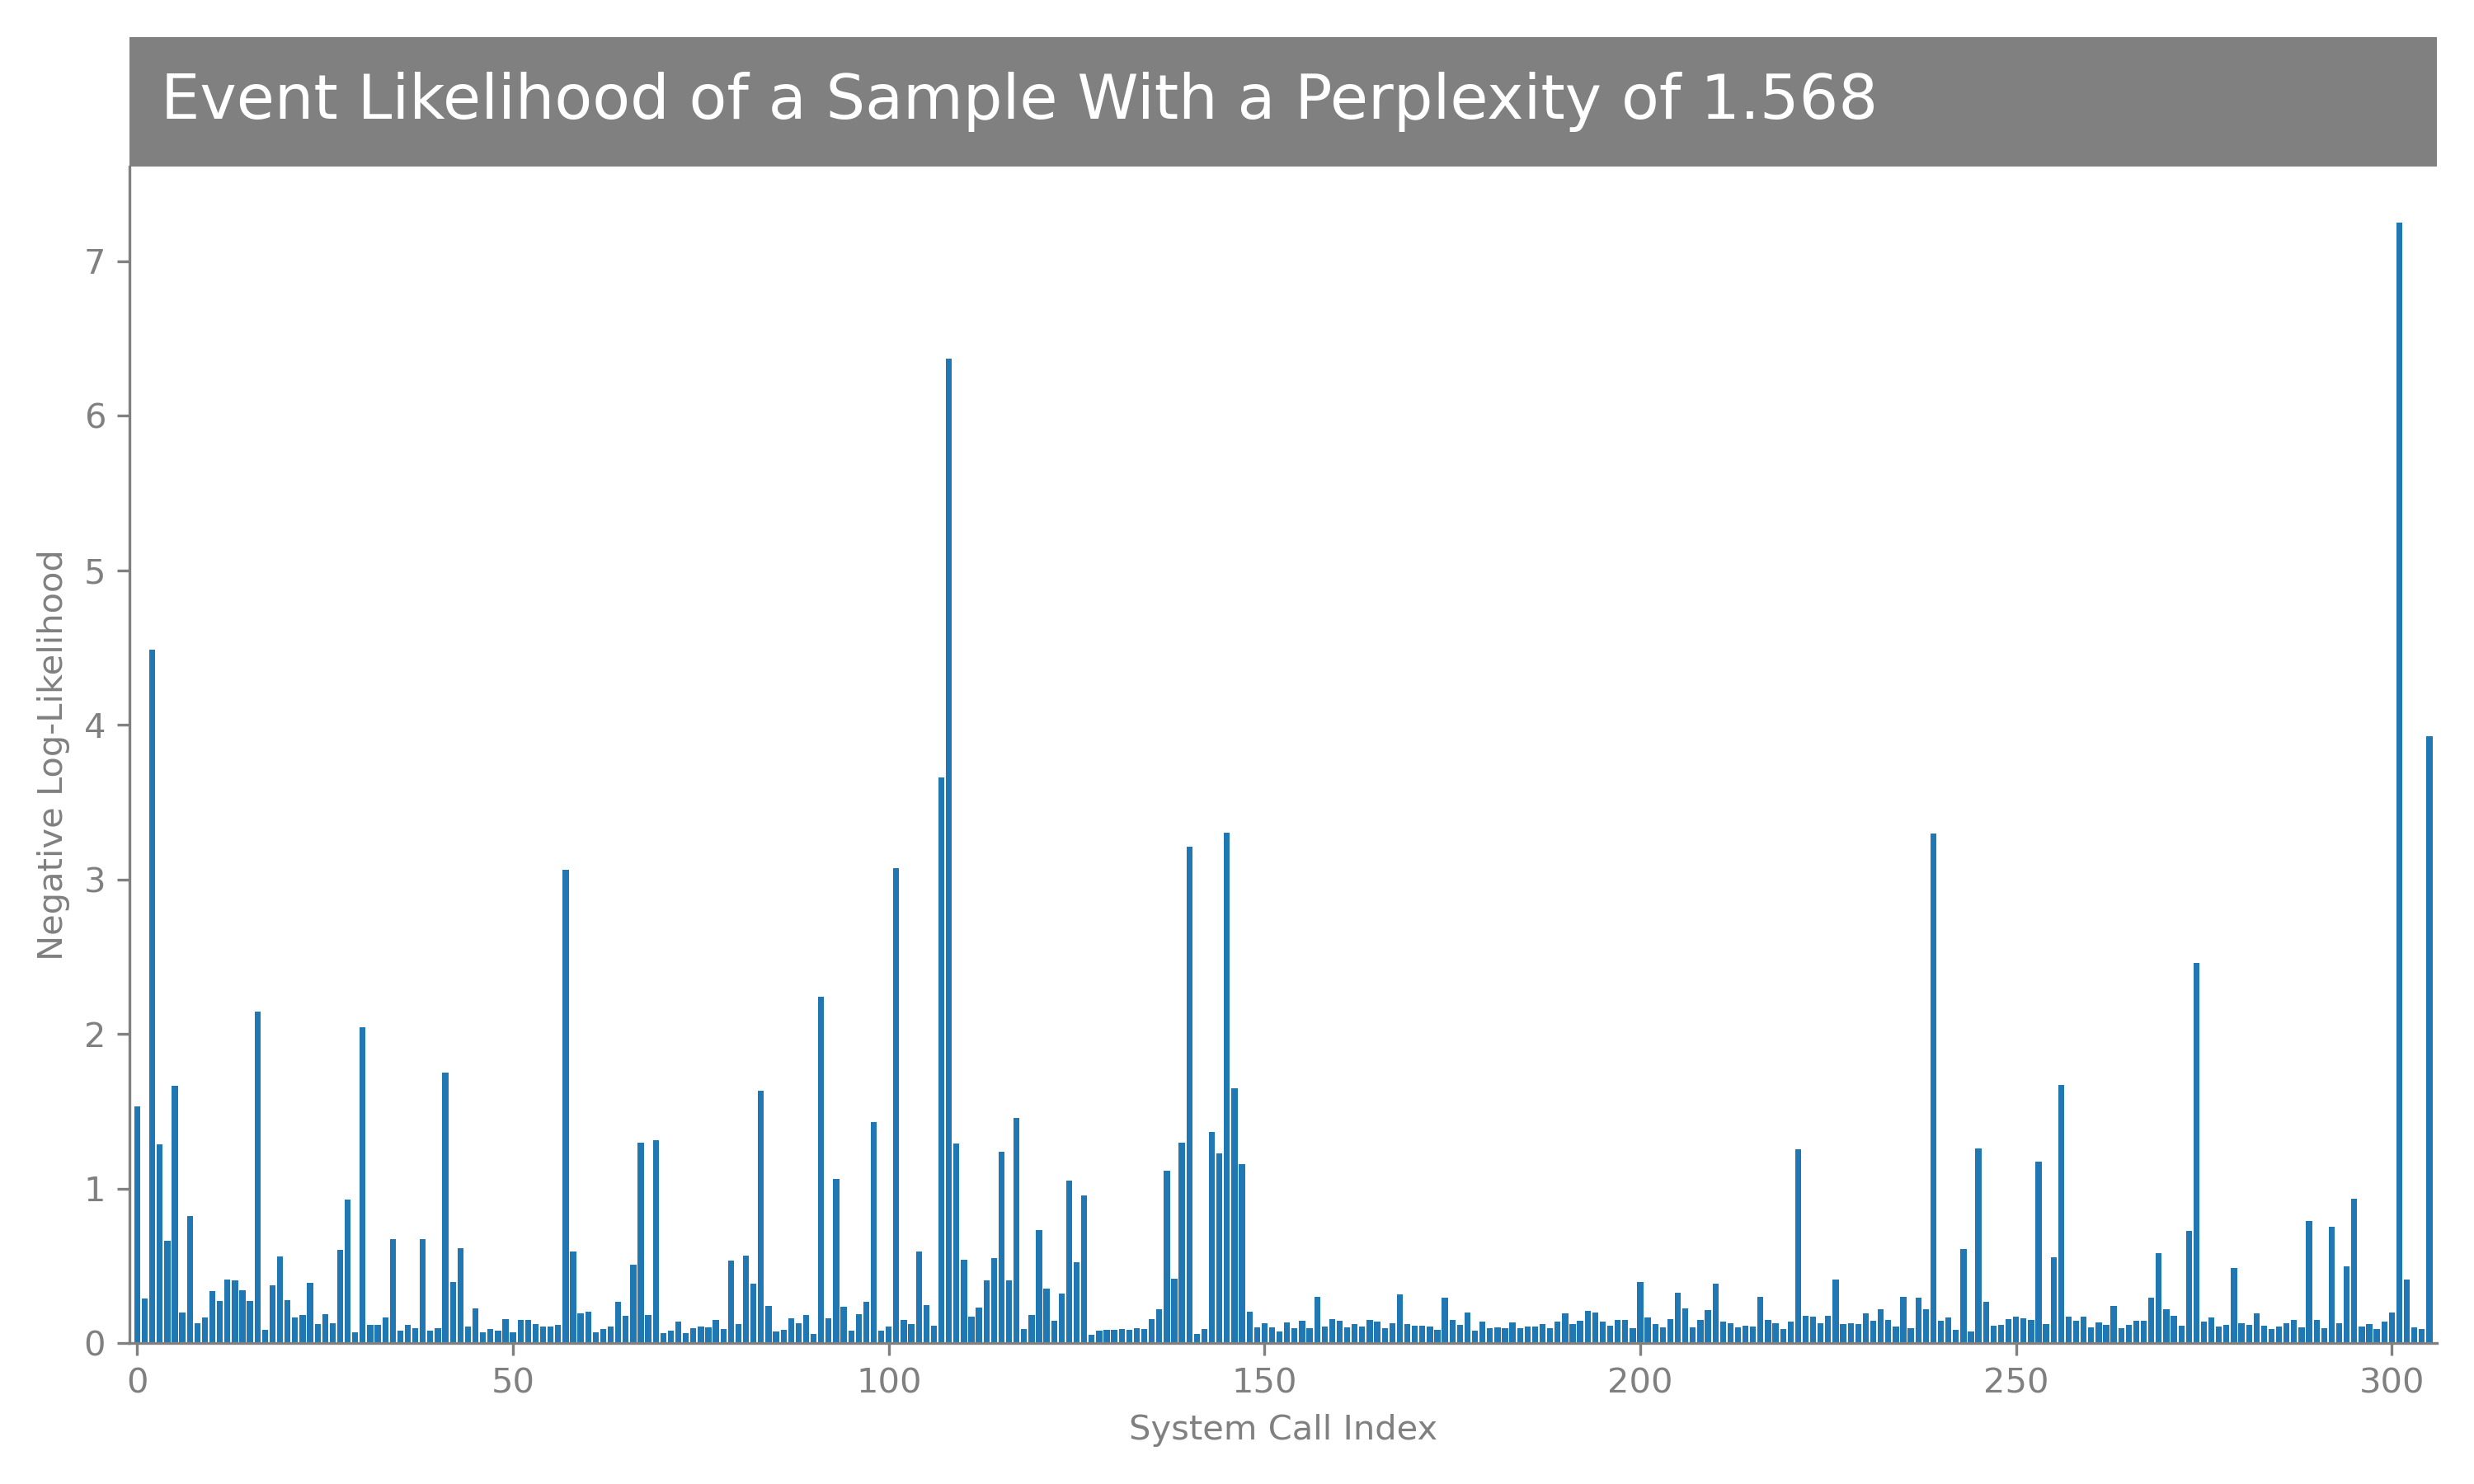 Event Likelihood of a Sample With a Perplexity of 1.568
Negative Log-Likelihood
7
6
5
4
3
2
1
0
0 50 100 150 200 250 300
System Call Index